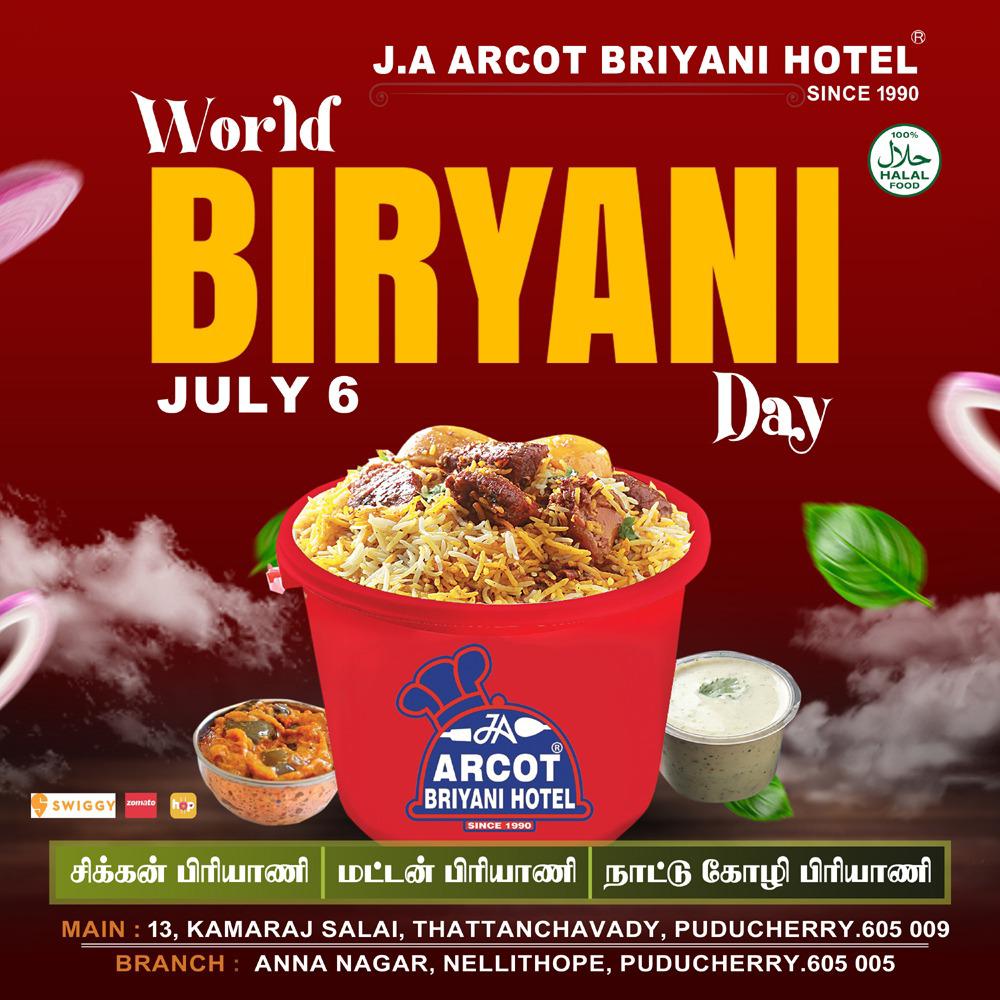 J.A ARCOT BRIYANI HOTEL®
SINCE 1990
World
100%
حلال
HALAL
FOOD
BIRYANI
JULY 6
Day
JA
ARCOT®
BRIYANI HOTEL
SINCE 1990
SWIGGY zomato hop
சிக்கன் பிரியாணி | மட்டன் பிரியாணி | நாட்டு கோழி பிரியாணி
MAIN : 13, KAMARAJ SALAI, THATTANCHAVADY, PUDUCHERRY.605 009
BRANCH : ANNA NAGAR, NELLITHOPE, PUDUCHERRY.605 005